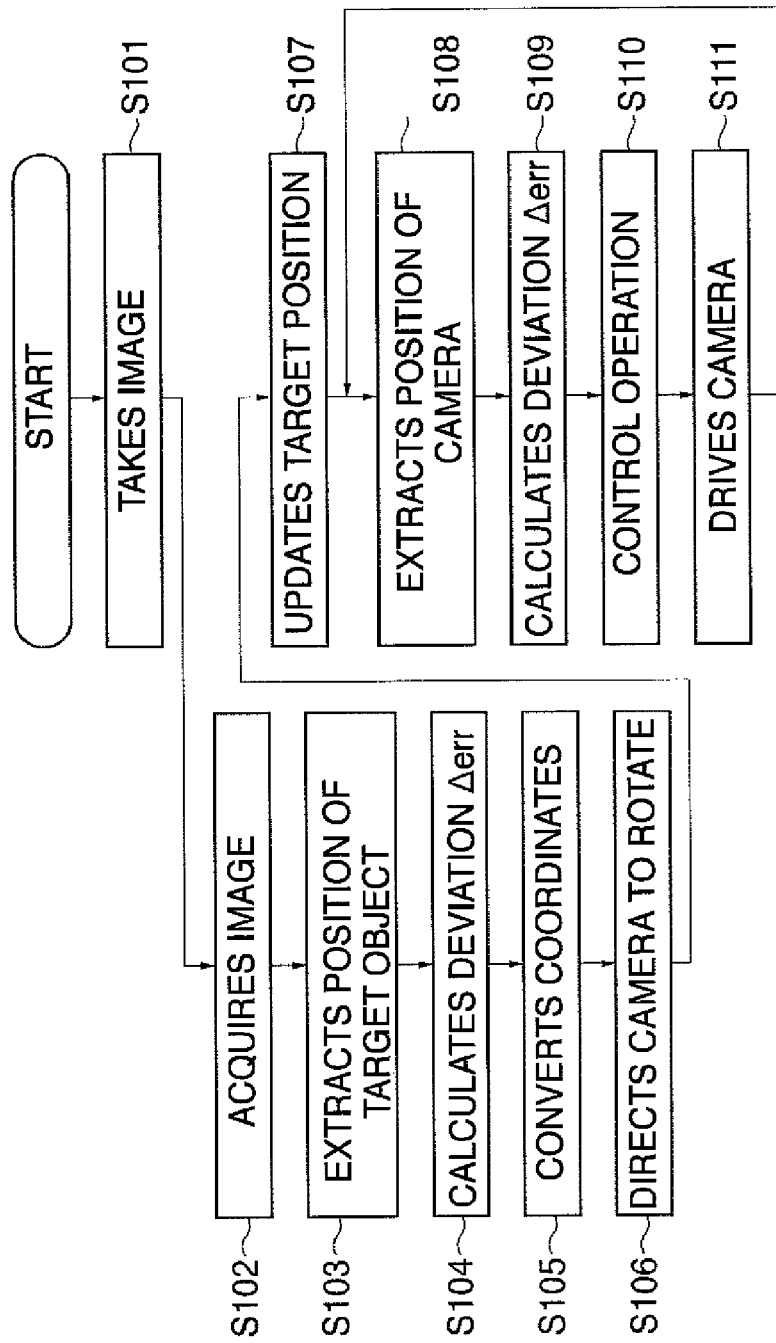 START
TAKES IMAGE
S101
ACQUIRES IMAGE
S102
EXTRACTS POSITION OF
TARGET OBJECT
S103
CALCULATES DEVIATION Δerr
S104
CONVERTS COORDINATES
S105
DIRECTS CAMERA TO ROTATE
S106
UPDATES TARGET POSITION
S107
EXTRACTS POSITION OF
CAMERA
S108
CALCULATES DEVIATION Δerr
S109
CONTROL OPERATION
S110
DRIVES CAMERA
S111